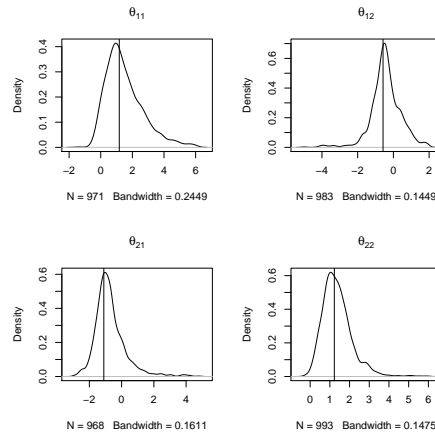 θ11
Density
0.0 0.1 0.2 0.3 0.4
−2 0 2 4 6
N = 971 Bandwidth = 0.2449
θ12
Density
0.0 0.2 0.4 0.6
−4 −2 0 2
N = 983 Bandwidth = 0.1449
θ21
Density
0.0 0.2 0.4 0.6
−2 0 2 4
N = 968 Bandwidth = 0.1611
θ22
Density
0.0 0.2 0.4 0.6
0 1 2 3 4 5 6
N = 993 Bandwidth = 0.1475